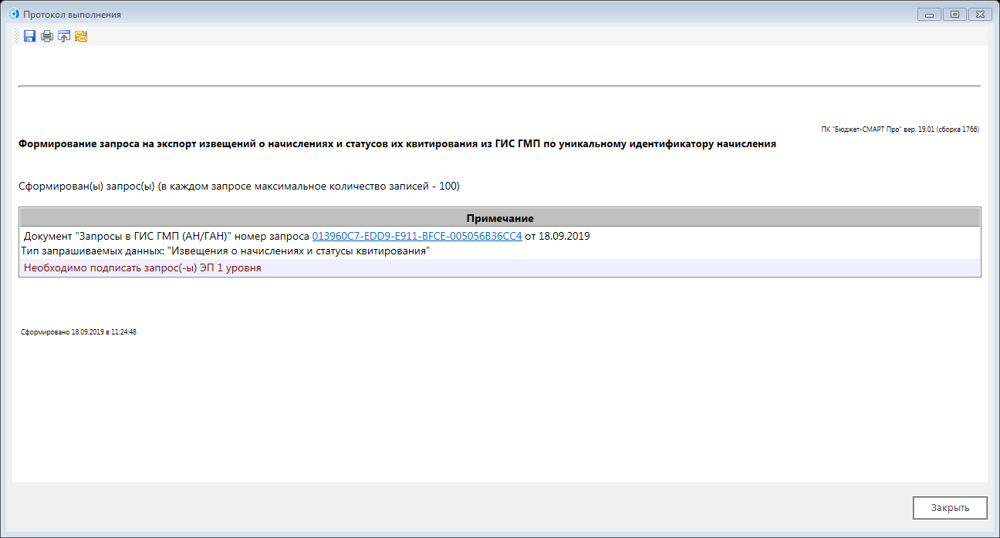 Протокол выполнения
ПК "Бюджет-СМАРТ Про" вер. 19.01 (сборка 1766)
Формирование запроса на экспорт извещений о начислениях и статусов их квитирования из ГИС ГМП по уникальному идентификатору начисления
Сформирован(ы) запрос(ы) (в каждом запросе максимальное количество записей - 100)
Примечание
Документ "Запросы в ГИС ГМП (АН/ГАН)" номер запроса 013960C7-EDD9-E911-BFCE-005056B36CC4 от 18.09.2019
Тип запрашиваемых данных: "Извещения о начислениях и статусы квитирования"
Необходимо подписать запрос(-ы) ЭП 1 уровня
Сформировано 18.09.2019 в 11:24:48
Закрыть